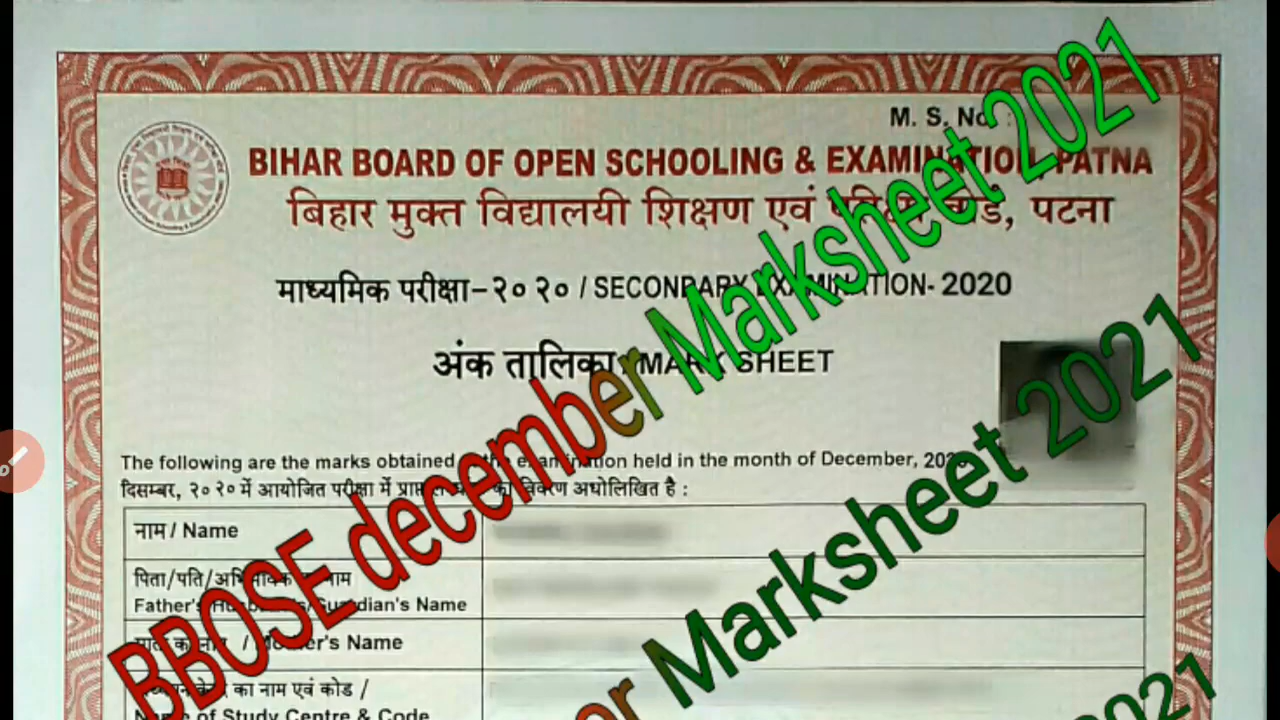 M. S. No. :
BIHAR BOARD OF OPEN SCHOOLING & EXAMINATION, PATNA
बिहार मुक्त विद्यालयी शिक्षण एवं परीक्षा बोर्ड, पटना
माध्यमिक परीक्षा-२०२० / SECONDARY EXAMINATION- 2020
अंक तालिका / MARK SHEET
The following are the marks obtained in the examination held in the month of December, 2020
दिसम्बर, २०२० में आयोजित परीक्षा में प्राप्त का विवरण अधोलिखित है :
नाम / Name
पिता/पति/अभिभावक का नाम
Father's/Husband's/Guardian's Name
माता का नाम / Mother's Name
अध्ययन केन्द्र का नाम एवं कोड /
Name of Study Centre & Code
BBOSE december Marksheet 2021
er Marksheet 2021
2021